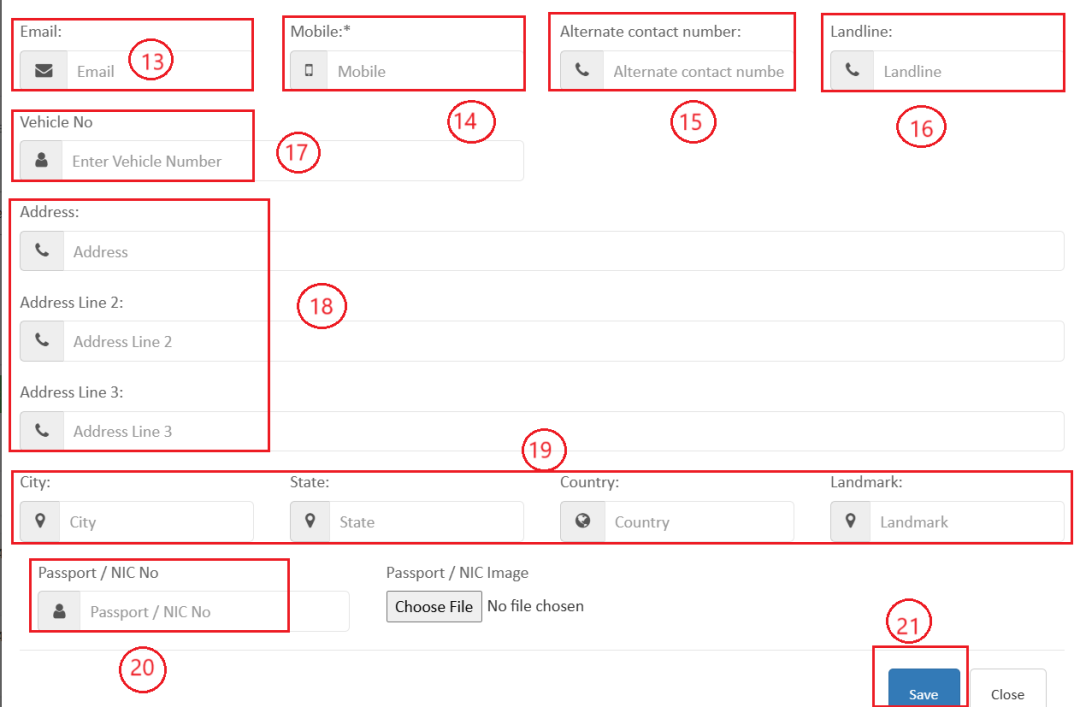 Email: Mobile:* Alternate contact number: Landline:
Email 13 Mobile Alternate contact numbe Landline
14 15 16
Vehicle No
Enter Vehicle Number 17
Address:
Address
18
Address Line 2:
Address Line 2
Address Line 3:
Address Line 3
19
City: State: Country: Landmark:
City State Country Landmark
Passport / NIC No Passport / NIC Image
Passport / NIC No Choose File No file chosen
20 21
Save Close